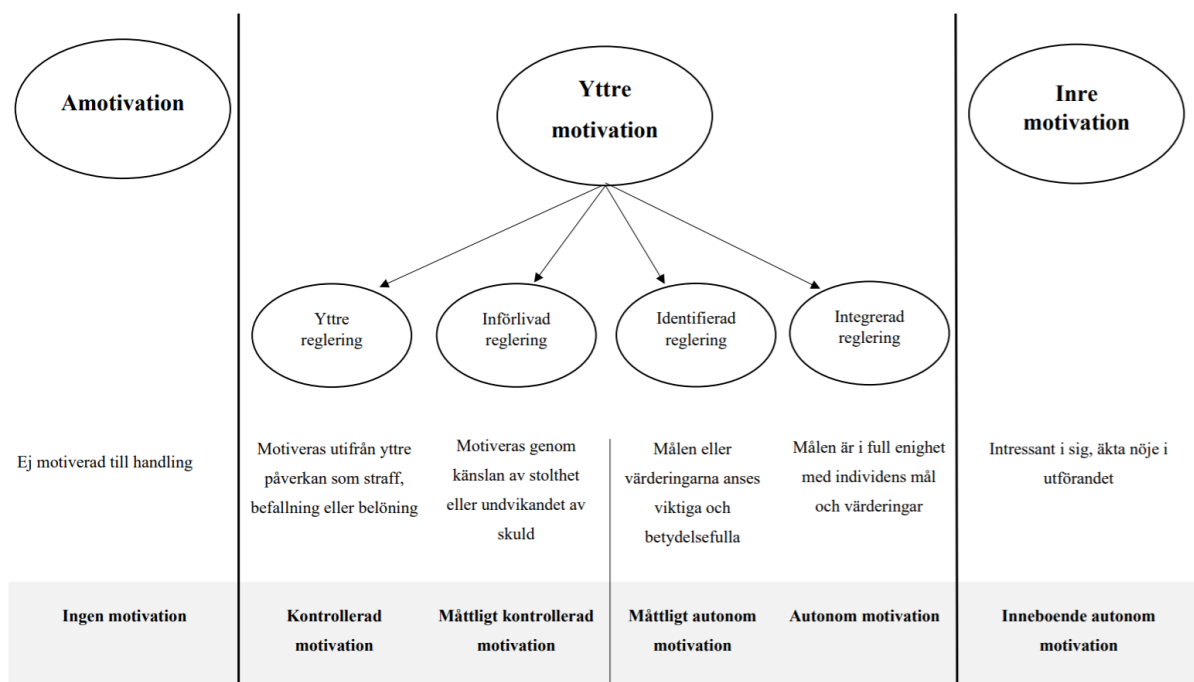 Amotivation
Yttre
motivation
Inre
motivation
Yttre
reglering
Införlivad
reglering
Identifierad
reglering
Integrerad
reglering
Ej motiverad till handling
Motiveras utifrån yttre
påverkan som straff,
befallning eller belöning
Motiveras genom
känslan av stolthet
eller undvikandet av
skuld
Målen eller
värderingarna anses
viktiga och
betydelsefulla
Målen är i full enighet
med individens mål
och värderingar
Intressant i sig, äkta nöje i
utförandet
Ingen motivation
Kontrollerad
motivation
Måttligt kontrollerad
motivation
Måttligt autonom
motivation
Autonom motivation
Inneboende autonom
motivation